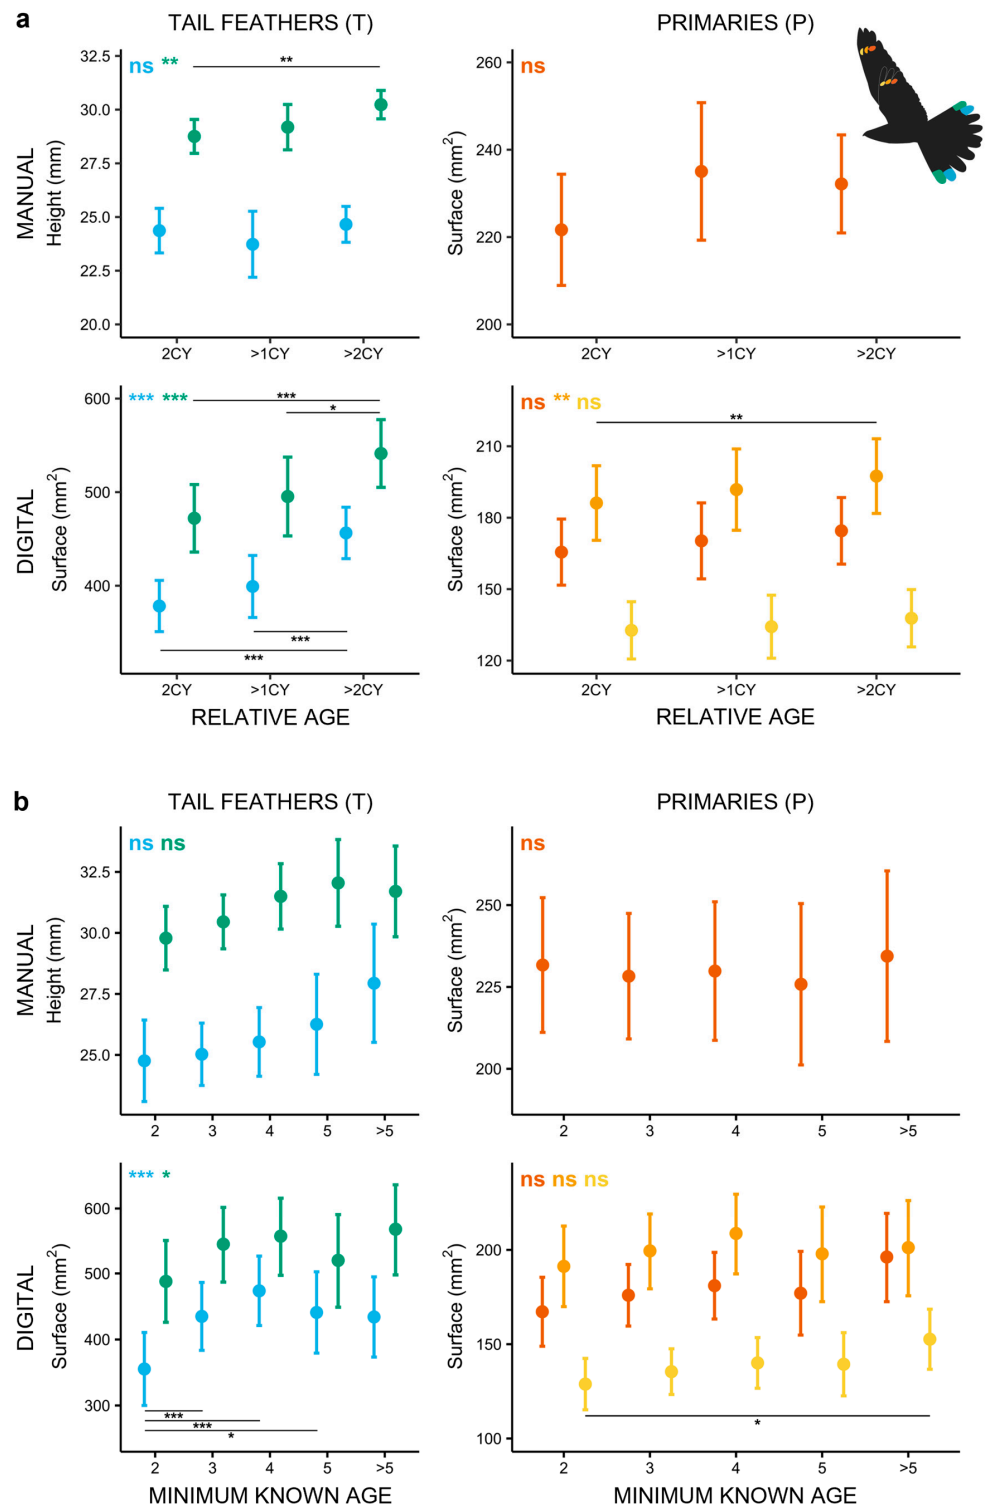 a
TAIL FEATHERS (T)
PRIMARIES (P)
MANUAL
Height (mm)
32.5
30.0
27.5
25.0
22.5
20.0
ns **
**
2CY >1CY >2CY
Surface (mm2)
260
240
220
200
ns
2CY >1CY >2CY
DIGITAL
Surface (mm2)
600
500
400
*** ***
***
*
***
***
2CY >1CY >2CY
RELATIVE AGE
Surface (mm2)
210
180
150
120
ns ** ns
**
2CY >1CY >2CY
RELATIVE AGE
b
TAIL FEATHERS (T)
PRIMARIES (P)
MANUAL
Height (mm)
32.5
30.0
27.5
25.0
ns ns
2 3 4 5 >5
Surface (mm2)
250
225
200
ns
2 3 4 5 >5
DIGITAL
Surface (mm2)
600
500
400
300
*** *
***
***
*
2 3 4 5 >5
MINIMUM KNOWN AGE
Surface (mm2)
200
150
100
ns ns ns
*
2 3 4 5 >5
MINIMUM KNOWN AGE